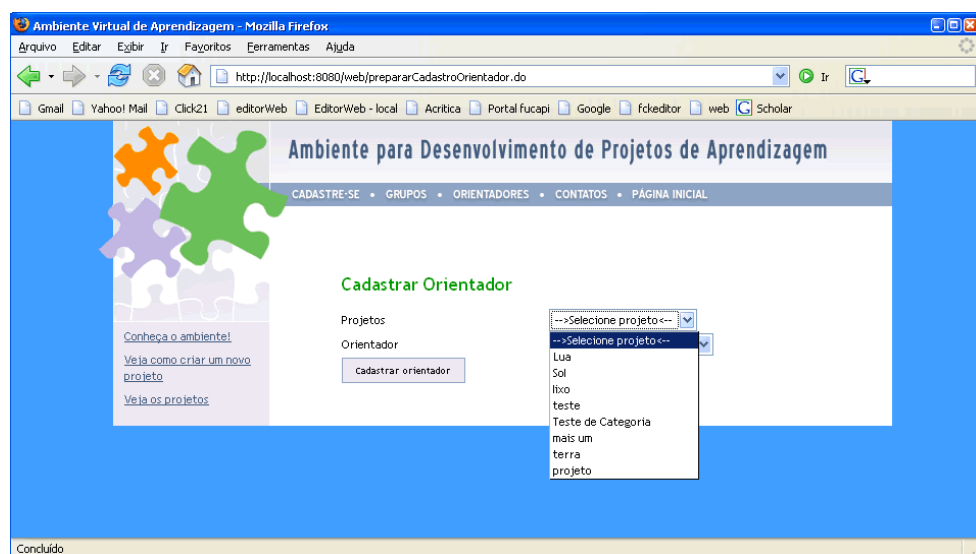 Ambiente Virtual de Aprendizagem - Mozilla Firefox
Arquivo Editar Exibir Ir Favoritos Ferramentas Ajuda
http://localhost:8080/web/prepararCadastroOrientador.do Ir G
Gmail Yahoo! Mail Click21 editorWeb EditorWeb - local Acritica Portal fucapi Google fckeditor web G Scholar
Ambiente para Desenvolvimento de Projetos de Aprendizagem
CADASTRE-SE • GRUPOS • ORIENTADORES • CONTATOS • PÁGINA INICIAL
Cadastrar Orientador
Projetos -->Selecione projeto<--
Orientador
Cadastrar orientador
-->Selecione projeto<--
Lua
Sol
lixo
teste
Teste de Categoria
mais um
terra
projeto
Conheça o ambiente!
Veja como criar um novo
projeto
Veja os projetos
Concluído